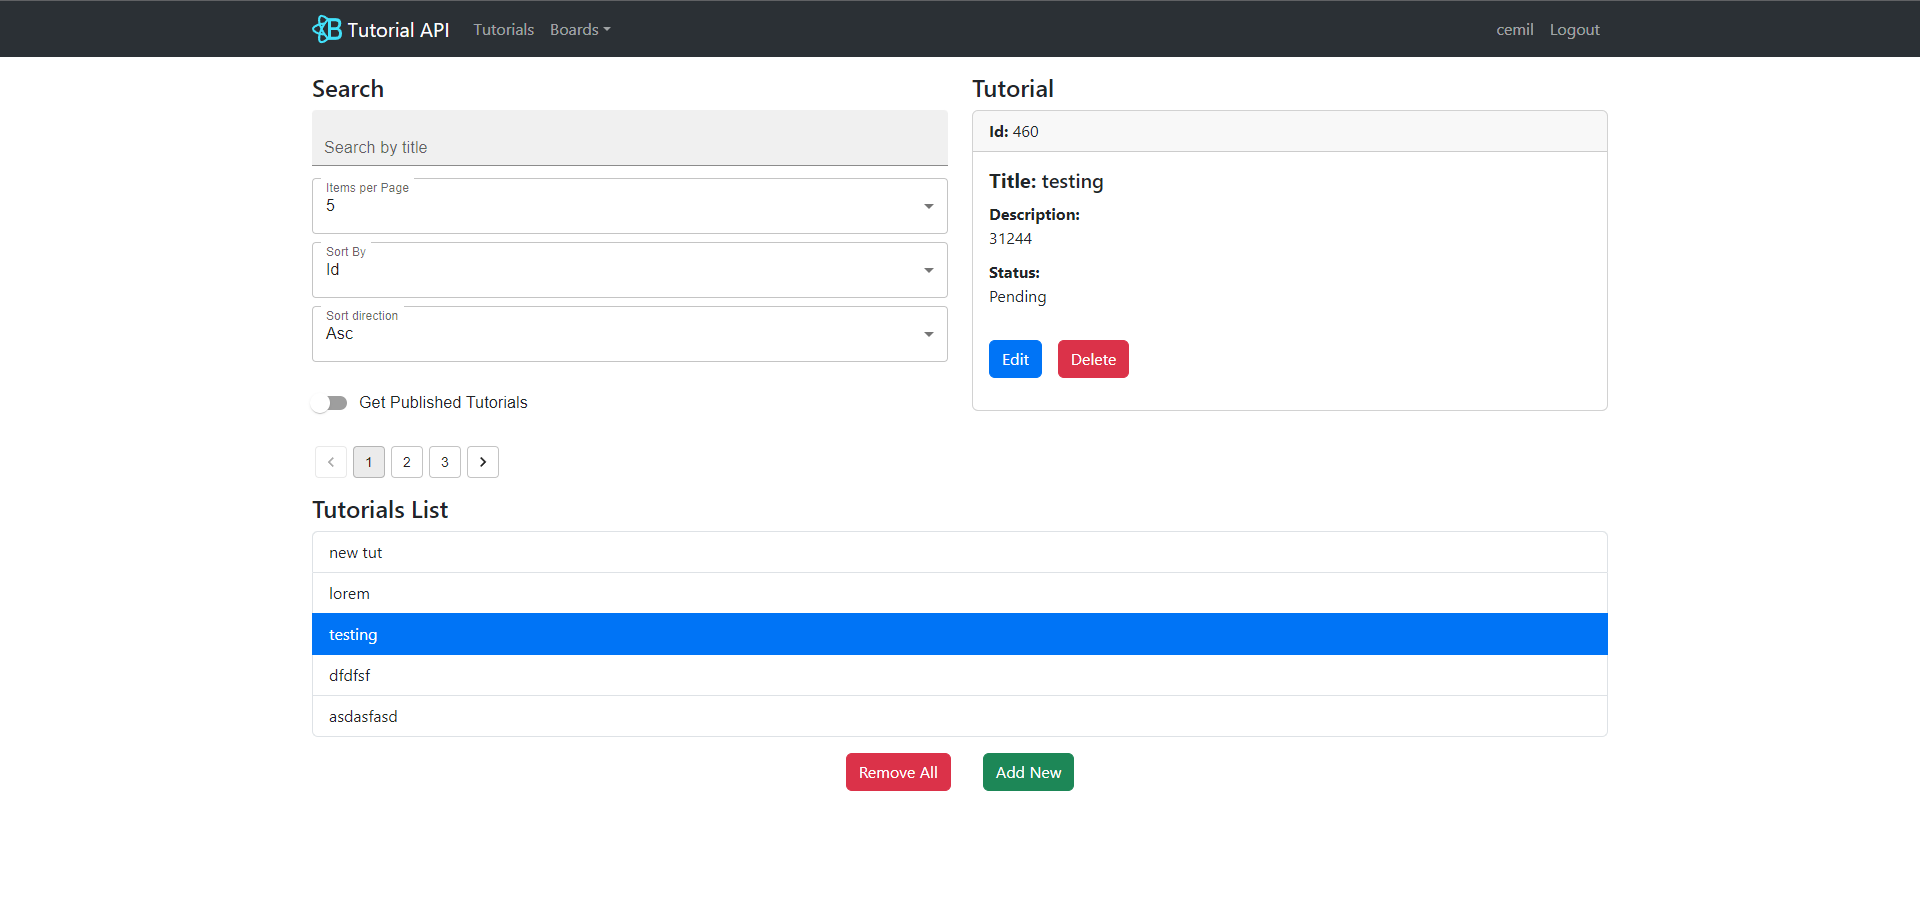 Tutorial API Tutorials Boards cemil Logout
Search
Search by title
Items per Page
5
Sort By
Id
Sort direction
Asc
Get Published Tutorials
Tutorial
Id: 460
Title: testing
Description:
31244
Status:
Pending
Edit Delete
1 2 3
Tutorials List
new tut
lorem
testing
dfdfsf
asdasfasd
Remove All Add New